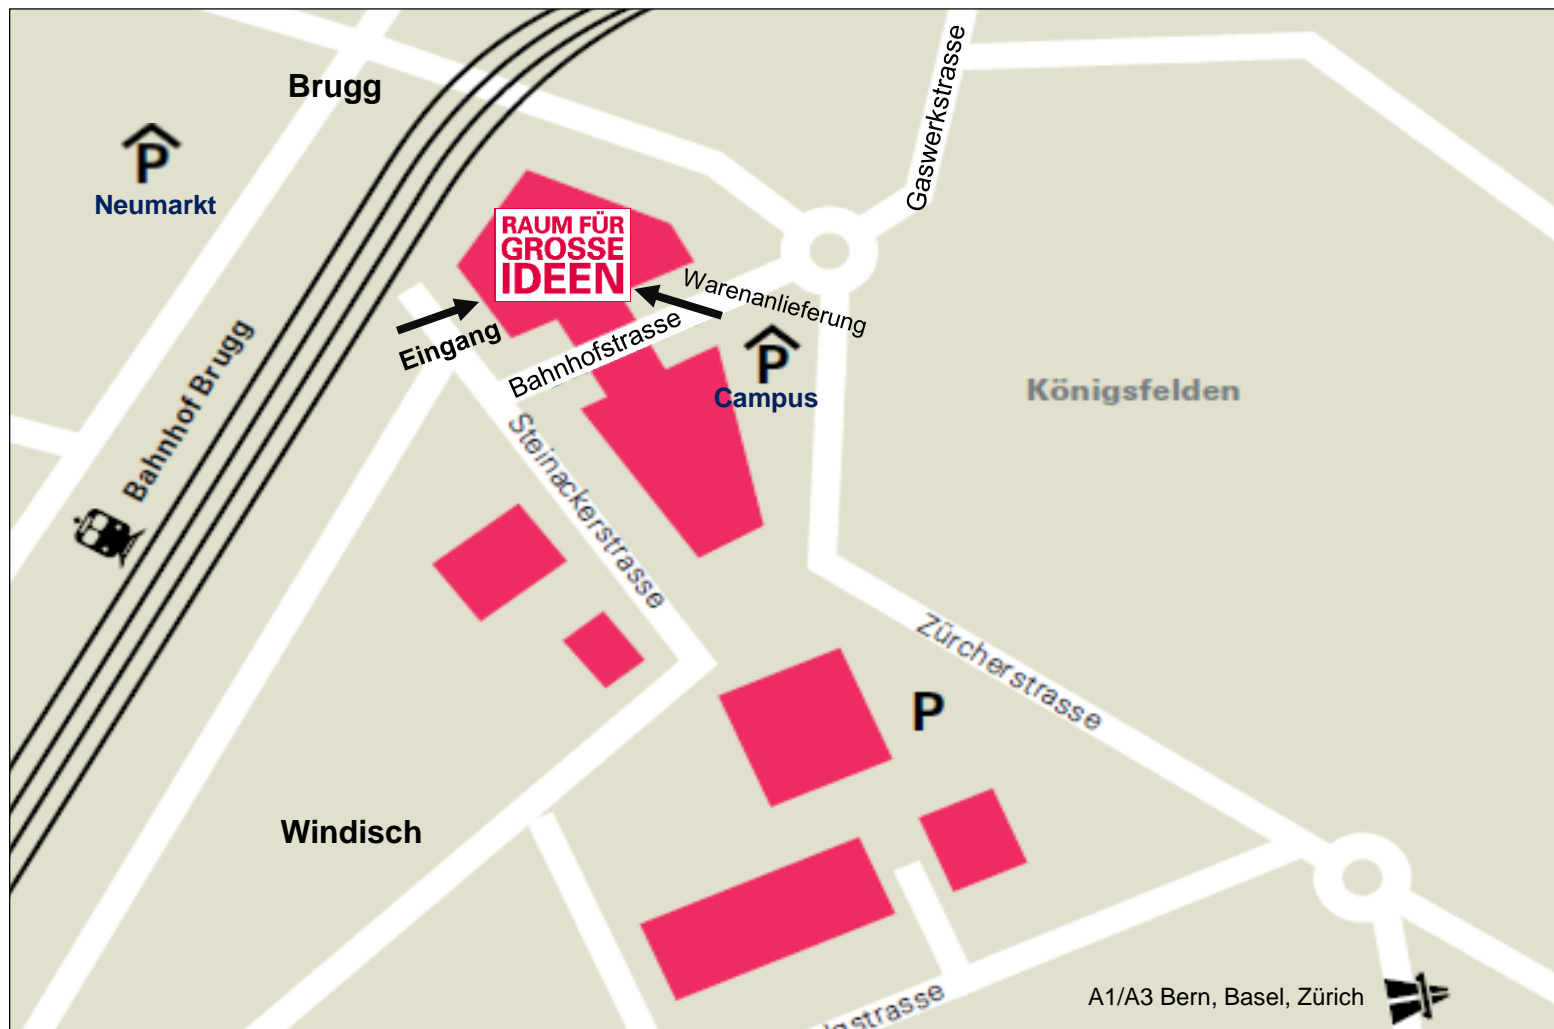 Gaswerkstrasse
Brugg
P
Neumarkt
RAUM FÜR
GROSSE
IDEEN
Warenanlieferung
Eingang
Bahnhofstrasse
P
Campus
Bahnhof Brugg
Königsfelden
Steinackerstrasse
Zürcherstrasse
P
Windisch
A1/A3 Bern, Basel, Zürich